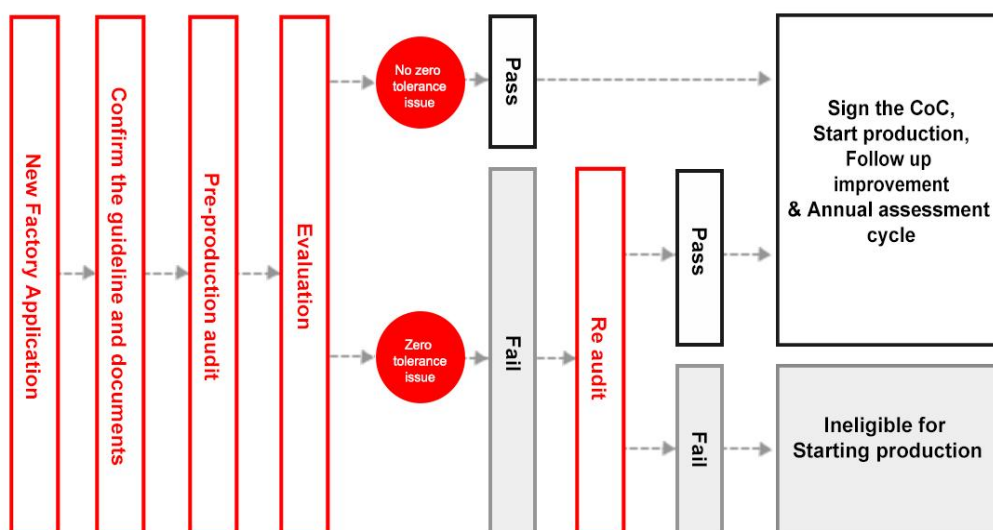 New Factory Application
Confirm the guideline and documents
Pre-production audit
Evaluation
No zero
tolerance
issue
Pass
Sign the CoC,
Start production,
Follow up
improvement
& Annual assessment
cycle
Zero
tolerance
issue
Fail
Re audit
Pass
Fail
Ineligible for
Starting production